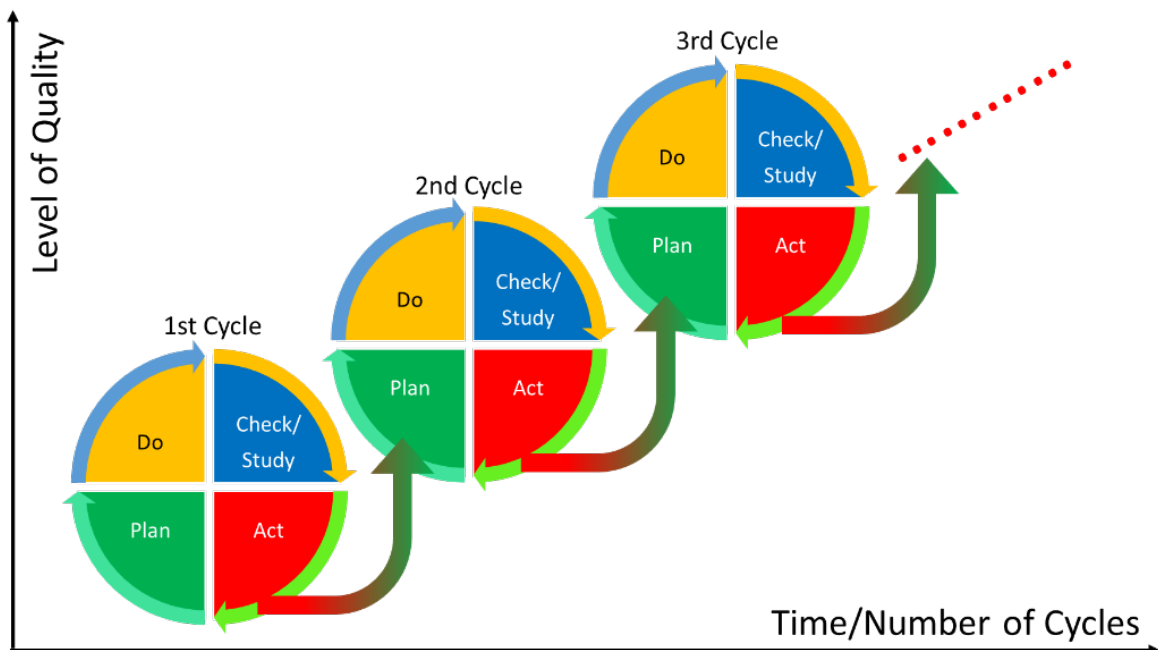 Level of Quality
3rd Cycle
Do
Check/
Study
Plan
Act
2nd Cycle
Do
Check/
Study
Plan
Act
1st Cycle
Do
Check/
Study
Plan
Act
Time/Number of Cycles